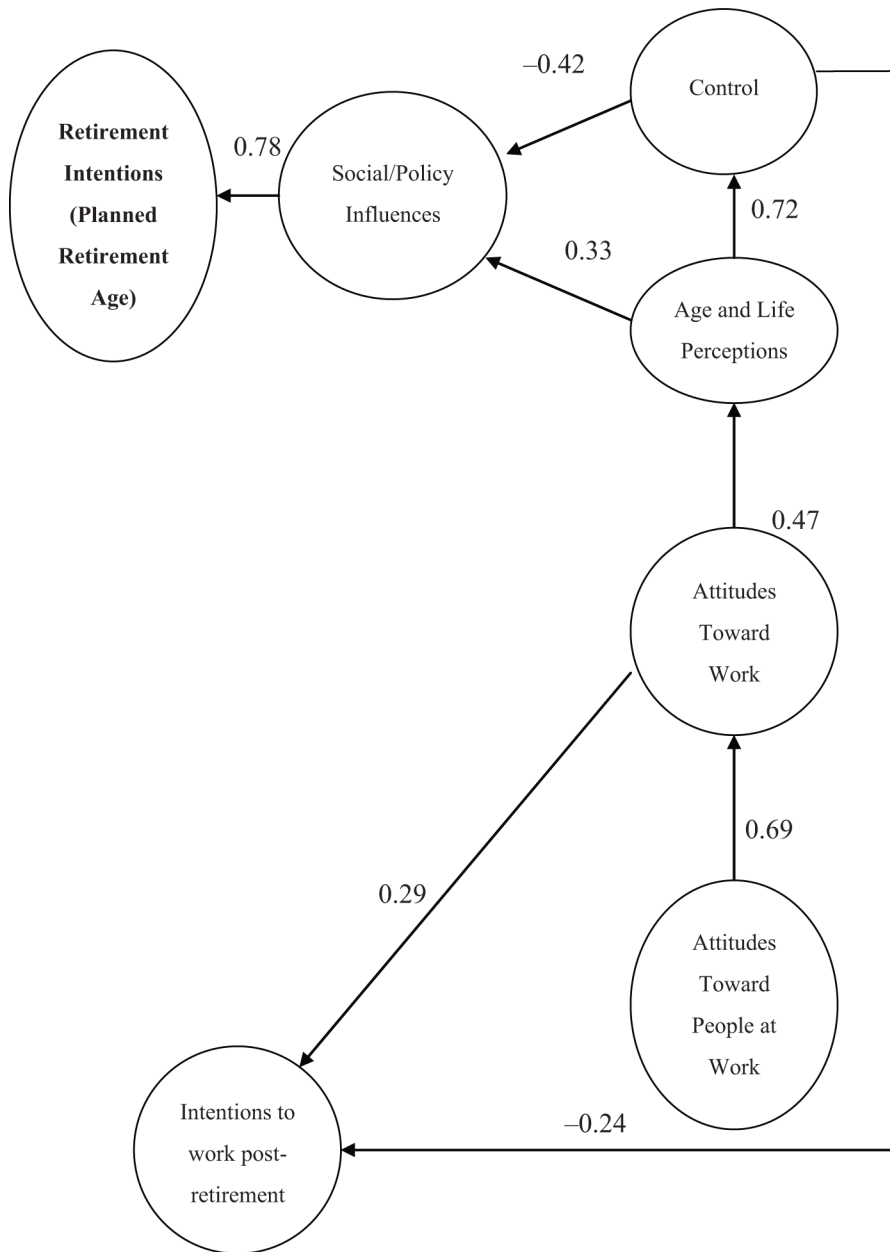 –0.42
Control
Retirement
Intentions
(Planned
Retirement
Age)
0.78
Social/Policy
Influences
0.72
0.33
Age and Life
Perceptions
0.47
Attitudes
Toward
Work
0.69
0.29
Attitudes
Toward
People at
Work
–0.24
Intentions to
work post-
retirement